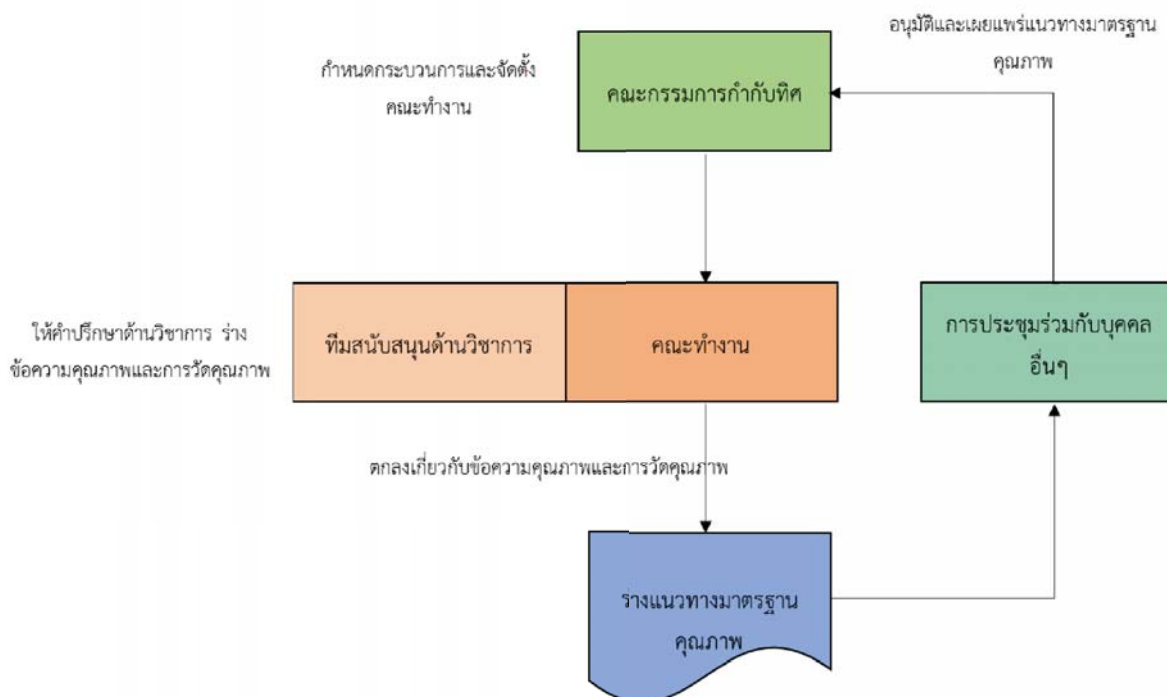 อนุมัติและเผยแพร่แนวทางมาตรฐาน
คุณภาพ
กำหนดกระบวนการและจัดตั้ง
คณะทำงาน
คณะกรรมการกำกับทิศ
ให้คำปรึกษาด้านวิชาการ ร่าง
ข้อความคุณภาพและการวัดคุณภาพ
ทีมสนับสนุนด้านวิชาการ
คณะทำงาน
การประชุมร่วมกับบุคคล
อื่นๆ
ตกลงเกี่ยวกับข้อความคุณภาพและการวัดคุณภาพ
ร่างแนวทางมาตรฐาน
คุณภาพ